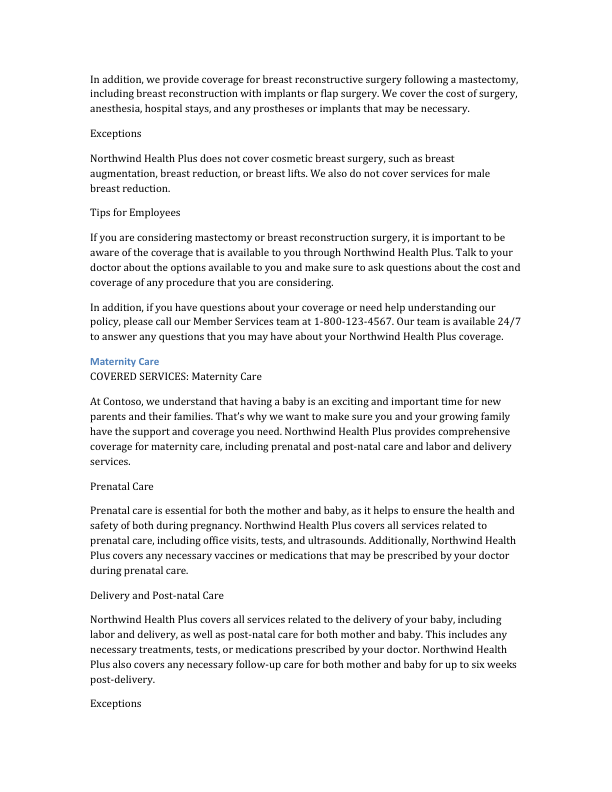 In addition, we provide coverage for breast reconstructive surgery following a mastectomy,
including breast reconstruction with implants or flap surgery. We cover the cost of surgery,
anesthesia, hospital stays, and any prostheses or implants that may be necessary.
Exceptions
Northwind Health Plus does not cover cosmetic breast surgery, such as breast
augmentation, breast reduction, or breast lifts. We also do not cover services for male
breast reduction.
Tips for Employees
If you are considering mastectomy or breast reconstruction surgery, it is important to be
aware of the coverage that is available to you through Northwind Health Plus. Talk to your
doctor about the options available to you and make sure to ask questions about the cost and
coverage of any procedure that you are considering.
In addition, if you have questions about your coverage or need help understanding our
policy, please call our Member Services team at 1-800-123-4567. Our team is available 24/7
to answer any questions that you may have about your Northwind Health Plus coverage.
Maternity Care
COVERED SERVICES: Maternity Care
At Contoso, we understand that having a baby is an exciting and important time for new
parents and their families. That's why we want to make sure you and your growing family
have the support and coverage you need. Northwind Health Plus provides comprehensive
coverage for maternity care, including prenatal and post-natal care and labor and delivery
services.
Prenatal Care
Prenatal care is essential for both the mother and baby, as it helps to ensure the health and
safety of both during pregnancy. Northwind Health Plus covers all services related to
prenatal care, including office visits, tests, and ultrasounds. Additionally, Northwind Health
Plus covers any necessary vaccines or medications that may be prescribed by your doctor
during prenatal care.
Delivery and Post-natal Care
Northwind Health Plus covers all services related to the delivery of your baby, including
labor and delivery, as well as post-natal care for both mother and baby. This includes any
necessary treatments, tests, or medications prescribed by your doctor. Northwind Health
Plus also covers any necessary follow-up care for both mother and baby for up to six weeks
post-delivery.
Exceptions